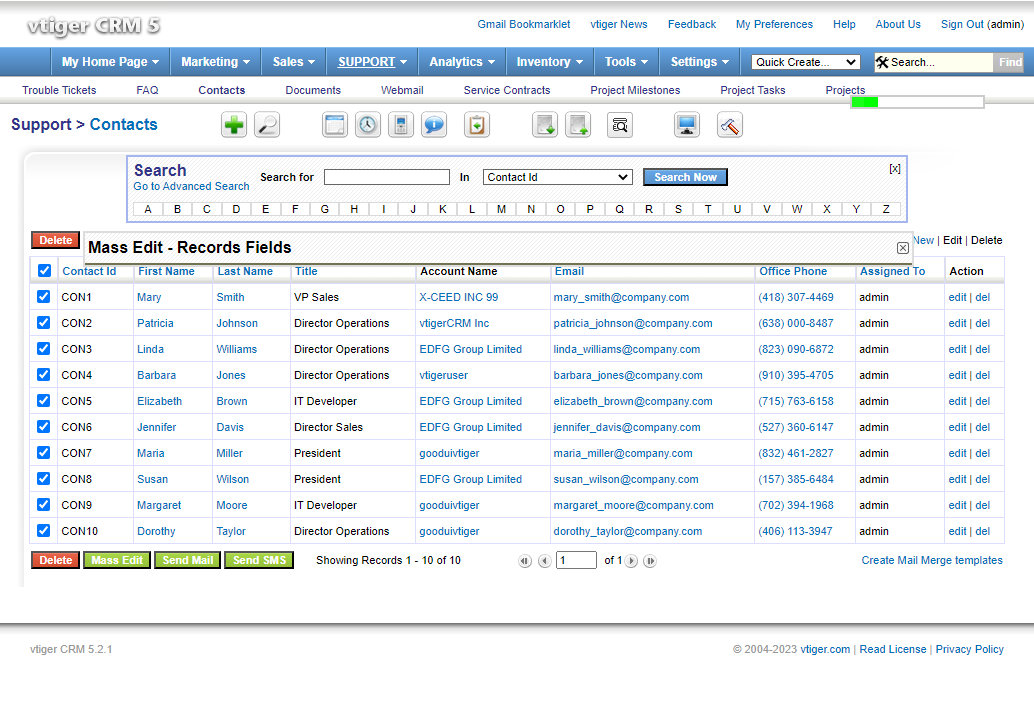 vtiger CRM 5
Gmail Bookmarklet vtiger News Feedback My Preferences Help About Us Sign Out (admin)
My Home Page Marketing Sales SUPPORT Analytics Inventory Tools Settings Quick Create... Search... Find
Trouble Tickets FAQ Contacts Documents Webmail Service Contracts Project Milestones Project Tasks Projects
Support > Contacts
Search
Go to Advanced Search
Search for In Contact Id Search Now [x]
A B C D E F G H I J K L M N O P Q R S T U V W X Y Z
Delete New | Edit | Delete
Mass Edit - Records Fields
Contact Id First Name Last Name Title Account Name Email Office Phone Assigned To Action
CON1 Mary Smith VP Sales X-CEED INC 99 mary_smith@company.com (418) 307-4469 admin edit | del
CON2 Patricia Johnson Director Operations vtigerCRM Inc patricia_johnson@company.com (638) 000-8487 admin edit | del
CON3 Linda Williams Director Operations EDFG Group Limited linda_williams@company.com (823) 090-6872 admin edit | del
CON4 Barbara Jones Director Operations vtigeruser barbara_jones@company.com (910) 395-4705 admin edit | del
CON5 Elizabeth Brown IT Developer EDFG Group Limited elizabeth_brown@company.com (715) 763-6158 admin edit | del
CON6 Jennifer Davis Director Sales EDFG Group Limited jennifer_davis@company.com (527) 360-6147 admin edit | del
CON7 Maria Miller President gooduivtiger maria_miller@company.com (832) 461-2827 admin edit | del
CON8 Susan Wilson President EDFG Group Limited susan_wilson@company.com (157) 385-6484 admin edit | del
CON9 Margaret Moore IT Developer gooduivtiger margaret_moore@company.com (702) 394-1968 admin edit | del
CON10 Dorothy Taylor Director Operations gooduivtiger dorothy_taylor@company.com (406) 113-3947 admin edit | del
Delete Mass Edit Send Mail Send SMS Showing Records 1 - 10 of 10 1 of 1 Create Mail Merge templates
vtiger CRM 5.2.1 © 2004-2023 vtiger.com | Read License | Privacy Policy